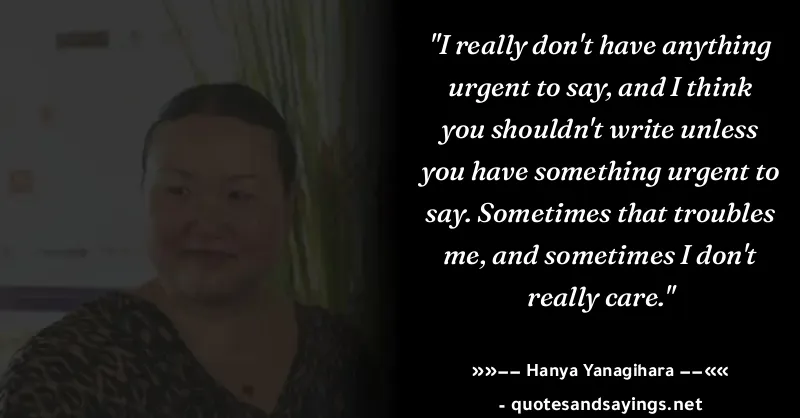 "I really don't have anything
urgent to say, and I think
you shouldn't write unless
you have something urgent to
say. Sometimes that troubles
me, and sometimes I don't
really care."
»»−− Hanya Yanagihara −−««
- quotesandsayings.net